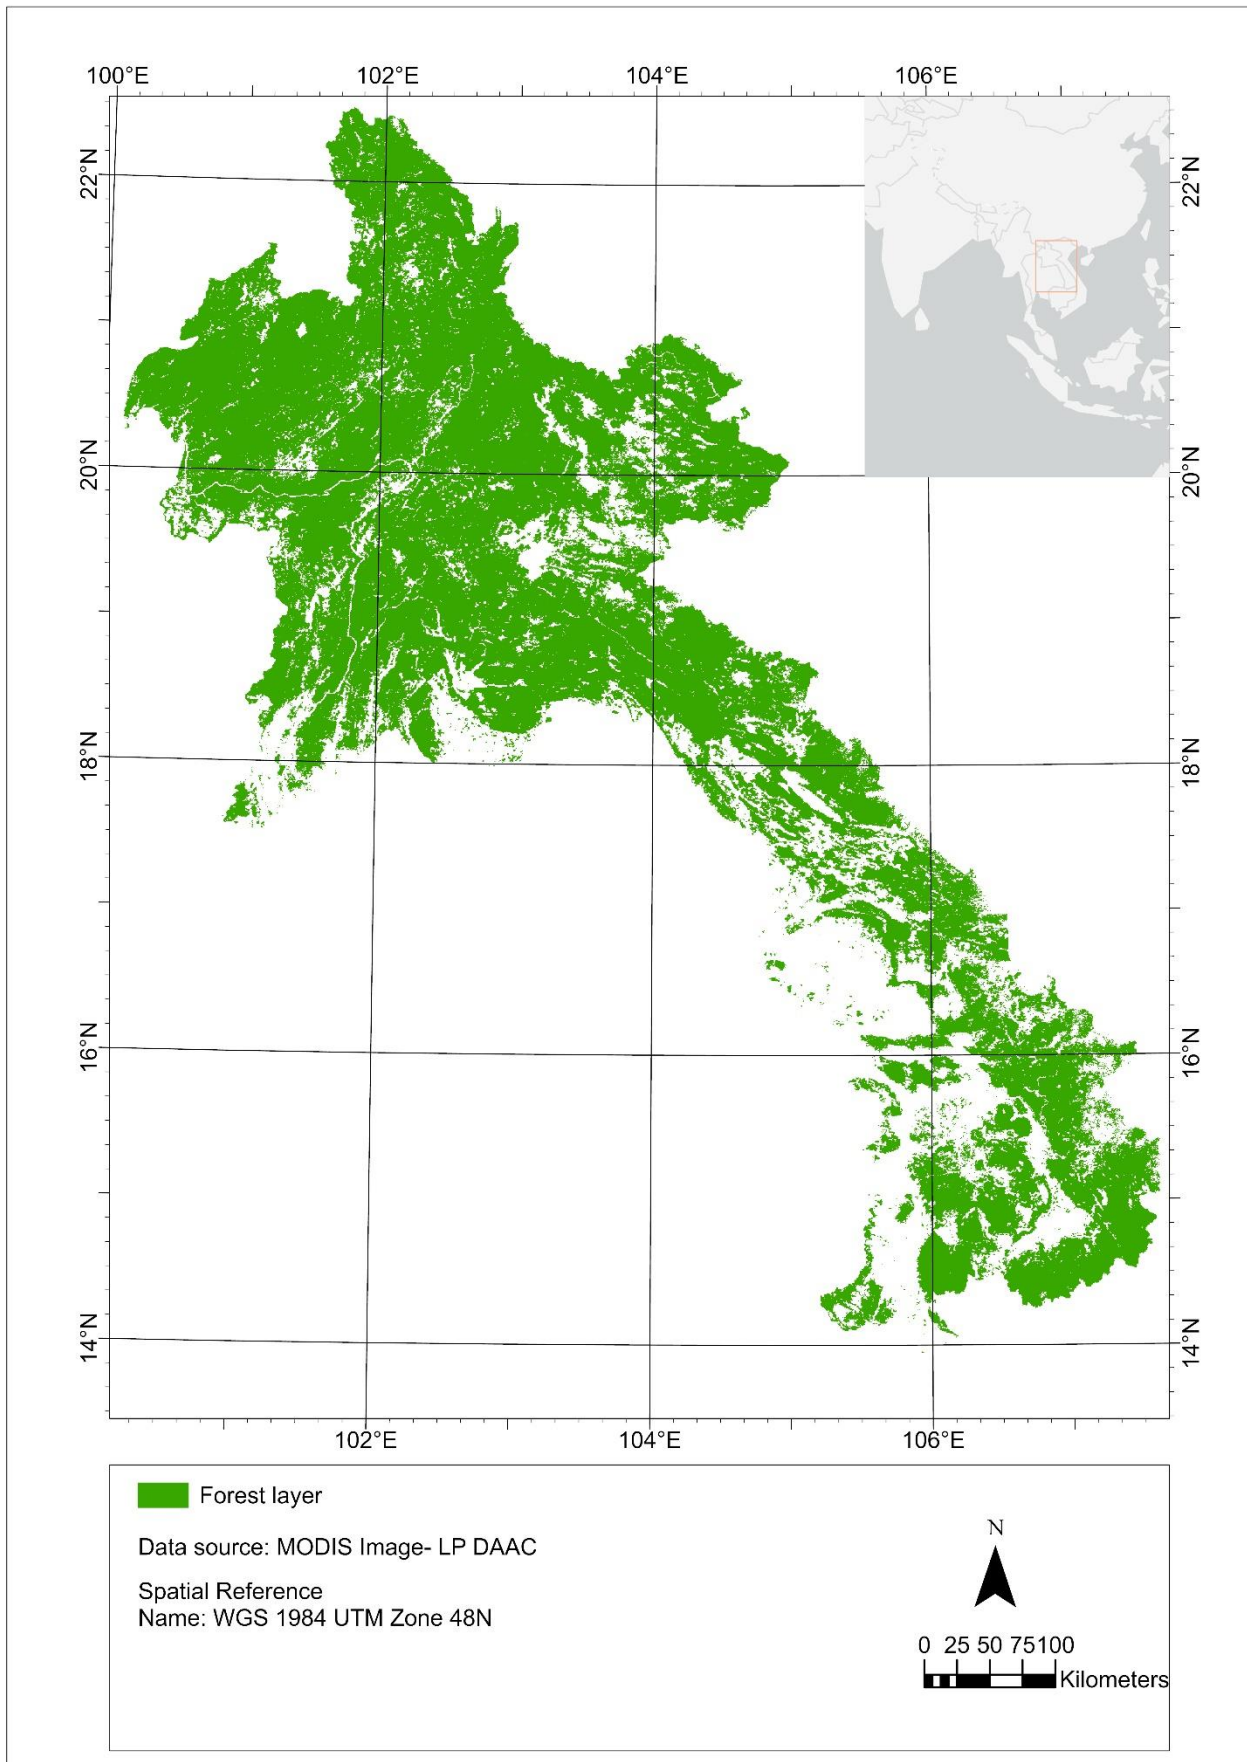 100°E 102°E 104°E 106°E
22°N 22°N
20°N 20°N
18°N 18°N
16°N 16°N
14°N 14°N
102°E 104°E 106°E
Forest layer
Data source: MODIS Image- LP DAAC
Spatial Reference
Name: WGS 1984 UTM Zone 48N
N
0 25 50 75100
Kilometers